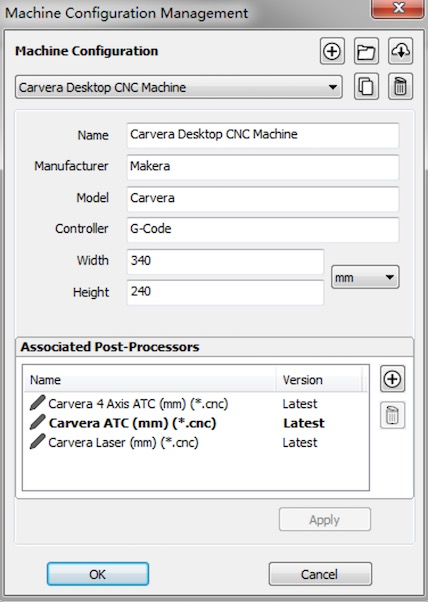 Machine Configuration Management
Machine Configuration
Carvera Desktop CNC Machine
Name Carvera Desktop CNC Machine
Manufacturer Makera
Model Carvera
Controller G-Code
Width 340
mm
Height 240
Associated Post-Processors
Name Version
Carvera 4 Axis ATC (mm) (*.cnc) Latest
Carvera ATC (mm) (*.cnc) Latest
Carvera Laser (mm) (*.cnc) Latest
Apply
OK Cancel